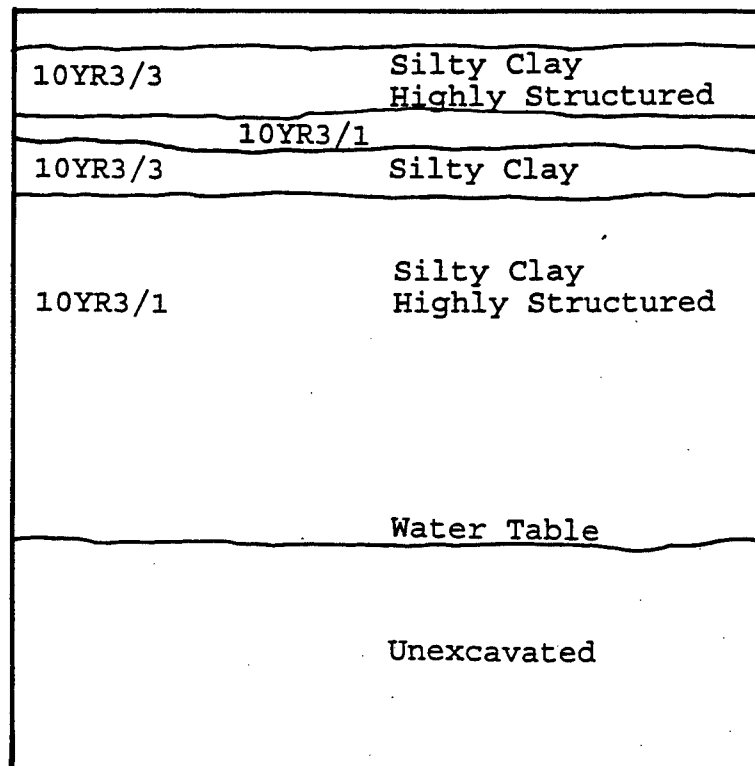 10YR3/3 Silty Clay
Highly Structured
10YR3/1
10YR3/3 Silty Clay
Silty Clay
10YR3/1 Highly Structured
Water Table
Unexcavated